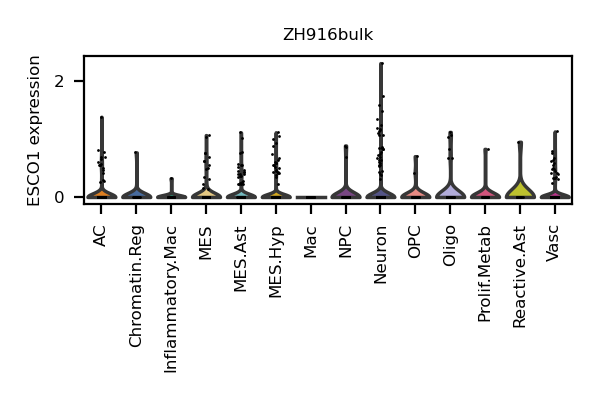 ZH916bulk
ESCO1 expression
2
0
AC
Chromatin.Reg
Inflammatory.Mac
MES
MES.Ast
MES.Hyp
Mac
NPC
Neuron
OPC
Oligo
Prolif.Metab
Reactive.Ast
Vasc